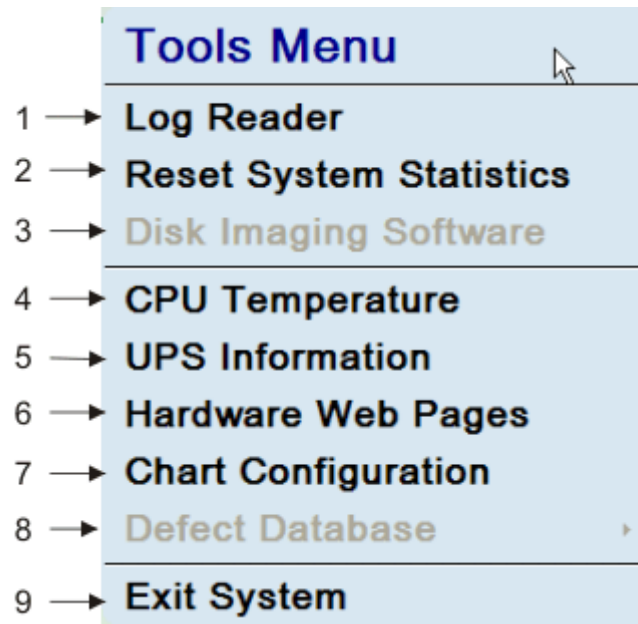 Tools Menu
1 Log Reader
2 Reset System Statistics
3 Disk Imaging Software
4 CPU Temperature
5 UPS Information
6 Hardware Web Pages
7 Chart Configuration
8 Defect Database
9 Exit System